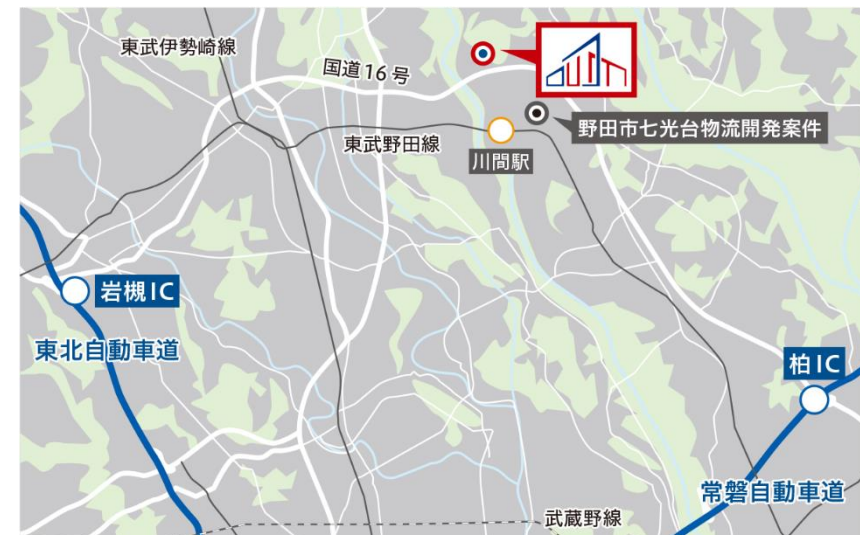 東武伊勢崎線
国道16号
東武野田線
野田市七光台物流開発案件
川間駅
岩槻IC
東北自動車道
柏IC
常磐自動車道
武蔵野線